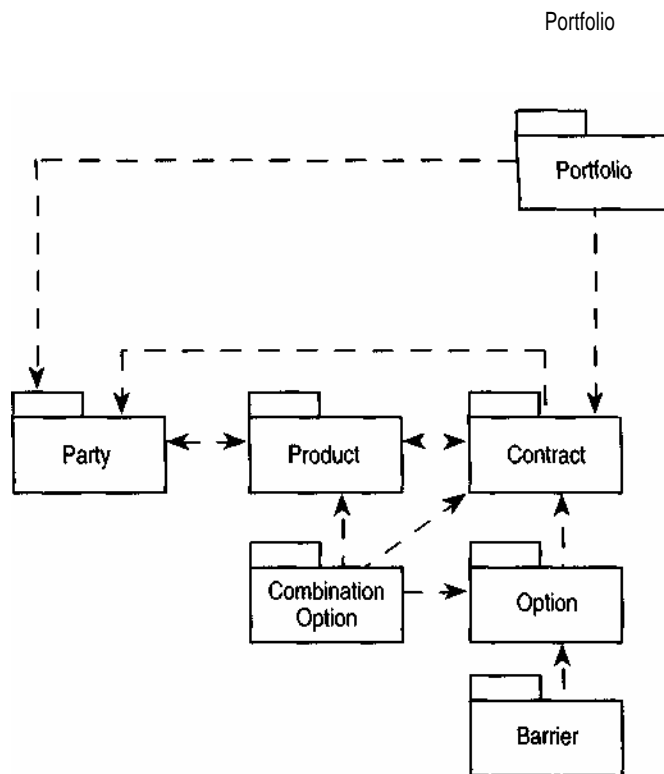 Portfolio
Portfolio
Party
Product
Contract
Combination
Option
Option
Barrier